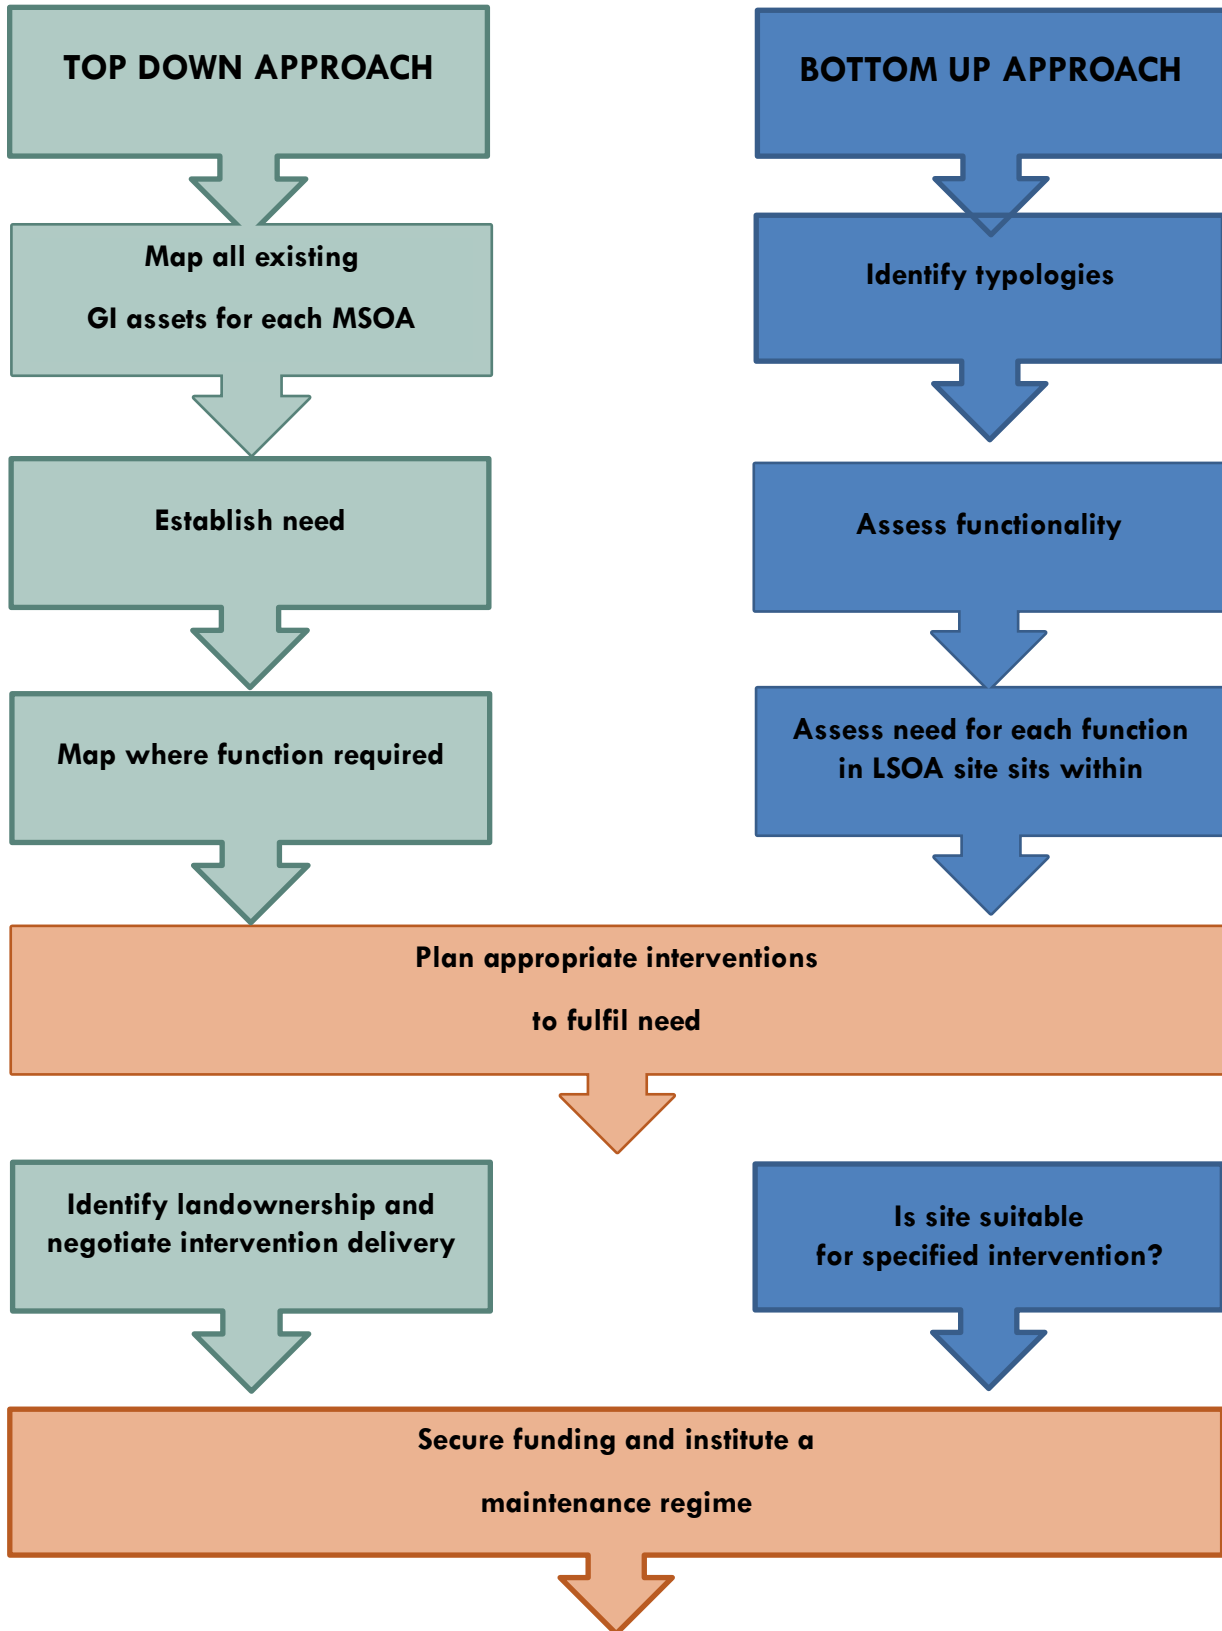 TOP DOWN APPROACH
BOTTOM UP APPROACH
Map all existing
GI assets for each MSOA
Identify typologies
Establish need
Assess functionality
Map where function required
Assess need for each function
in LSOA site sits within
Plan appropriate interventions
to fulfil need
Identify landownership and
negotiate intervention delivery
Is site suitable
for specified intervention?
Secure funding and institute a
maintenance regime